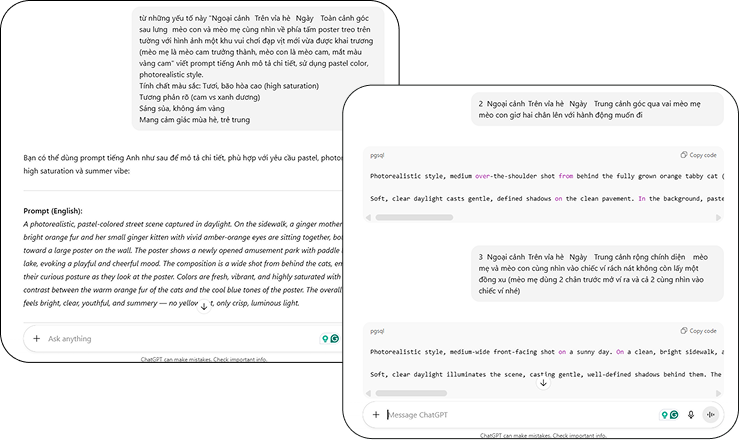 từ những yếu tố này "Ngoại cảnh  Trên vỉa hè   Ngày    Toàn cảnh góc
sau lưng   mèo con và mèo mẹ cùng nhìn về phía tấm poster treo trên
tường với hình ảnh một khu vui chơi đạp vịt mới vừa được khai trương
(mèo mẹ là mèo cam trưởng thành, mèo con là mèo cam, mắt màu
vàng cam" viết prompt tiếng Anh mô tả chi tiết, sử dụng pastel color,
photorealistic style.
Tính chất màu sắc: Tươi, bão hòa cao (high saturation)
Tương phản rõ (cam vs xanh dương)
Sáng sủa, không ám vàng
Mang cảm giác mùa hè, trẻ trung
Bạn có thể dùng prompt tiếng Anh như sau để mô tả chi tiết, phù hợp với yêu cầu pastel, photor
high saturation và summer vibe:
Prompt (English):
A photorealistic, pastel-colored street scene captured in daylight. On the sidewalk, a ginger mother
bright orange fur and her small ginger kitten with vivid amber-orange eyes are sitting together, bo
toward a large poster on the wall. The poster shows a newly opened amusement park with paddle
lake, evoking a playful and cheerful mood. The composition is a wide shot from behind the cats, em
their curious posture as they look at the poster. Colors are fresh, vibrant, and highly saturated with
contrast between the warm orange fur of the cats and the cool blue tones of the poster. The overall
feels bright, clear, youthful, and summery — no yellow t, only crisp, luminous light.
Ask anything
ChatGPT can make mistakes. Check important info.
2  Ngoại cảnh  Trên vỉa hè   Ngày    Trung cảnh góc qua vai mèo mẹ
mèo con giơ hai chân lên với hành động muốn đi
pgsql
Copy code
Photorealistic style, medium over-the-shoulder shot from behind the fully grown orange tabby cat (
Soft, clear daylight casts gentle, defined shadows on the clean pavement. In the background, paste
3  Ngoại cảnh  Trên vỉa hè   Ngày    Trung cảnh rộng chính diện    mèo
mẹ và mèo con cùng nhìn vào chiếc ví rách nát không còn lấy một
đồng xu (mèo mẹ dùng 2 chân trước mở ví ra và cả 2 cùng nhìn vào
chiếc ví nhé)
pgsql
Copy code
Photorealistic style, medium-wide front-facing shot on a sunny day. On a clean, bright sidewalk, a
Soft, clear daylight illuminates the scene, casting gentle, well-defined shadows behind them. The
Message ChatGPT
ChatGPT can make mistakes. Check important info.